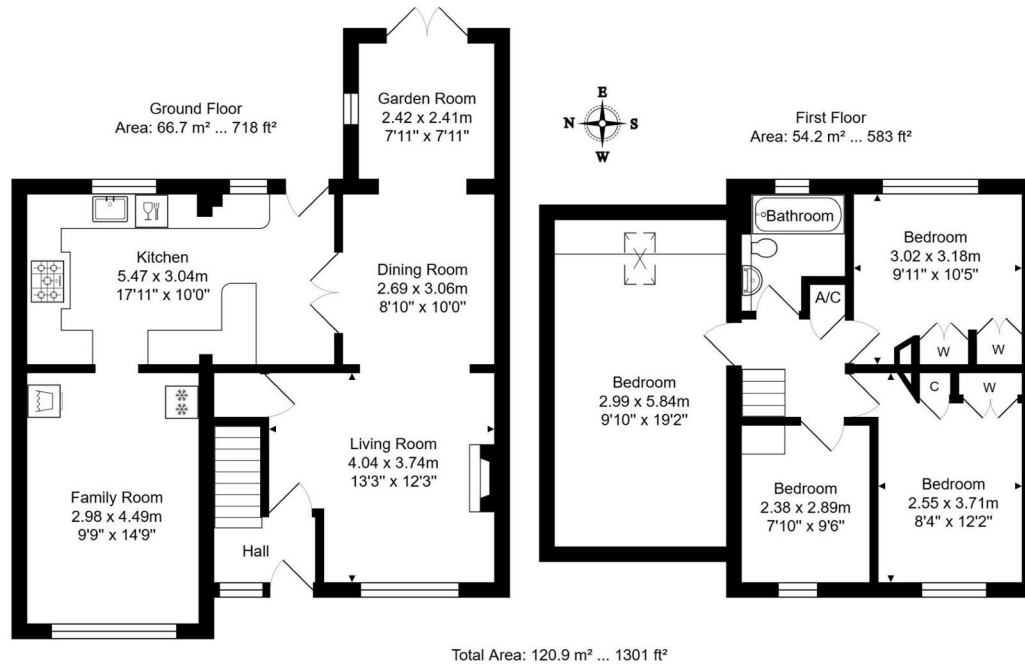 Ground Floor
Area: 66.7 m² ... 718 ft²
Garden Room
2.42 x 2.41m
7'11" x 7'11"
E
N S
W
First Floor
Area: 54.2 m² ... 583 ft²
Kitchen
5.47 x 3.04m
17'11" x 10'0"
Dining Room
2.69 x 3.06m
8'10" x 10'0"
Bathroom
Bedroom
3.02 x 3.18m
9'11" x 10'5"
A/C
W
W
Bedroom
2.99 x 5.84m
9'10" x 19'2"
C
W
Living Room
4.04 x 3.74m
13'3" x 12'3"
Family Room
2.98 x 4.49m
9'9" x 14'9"
Hall
Bedroom
2.38 x 2.89m
7'10" x 9'6"
Bedroom
2.55 x 3.71m
8'4" x 12'2"
Total Area: 120.9 m² ... 1301 ft²